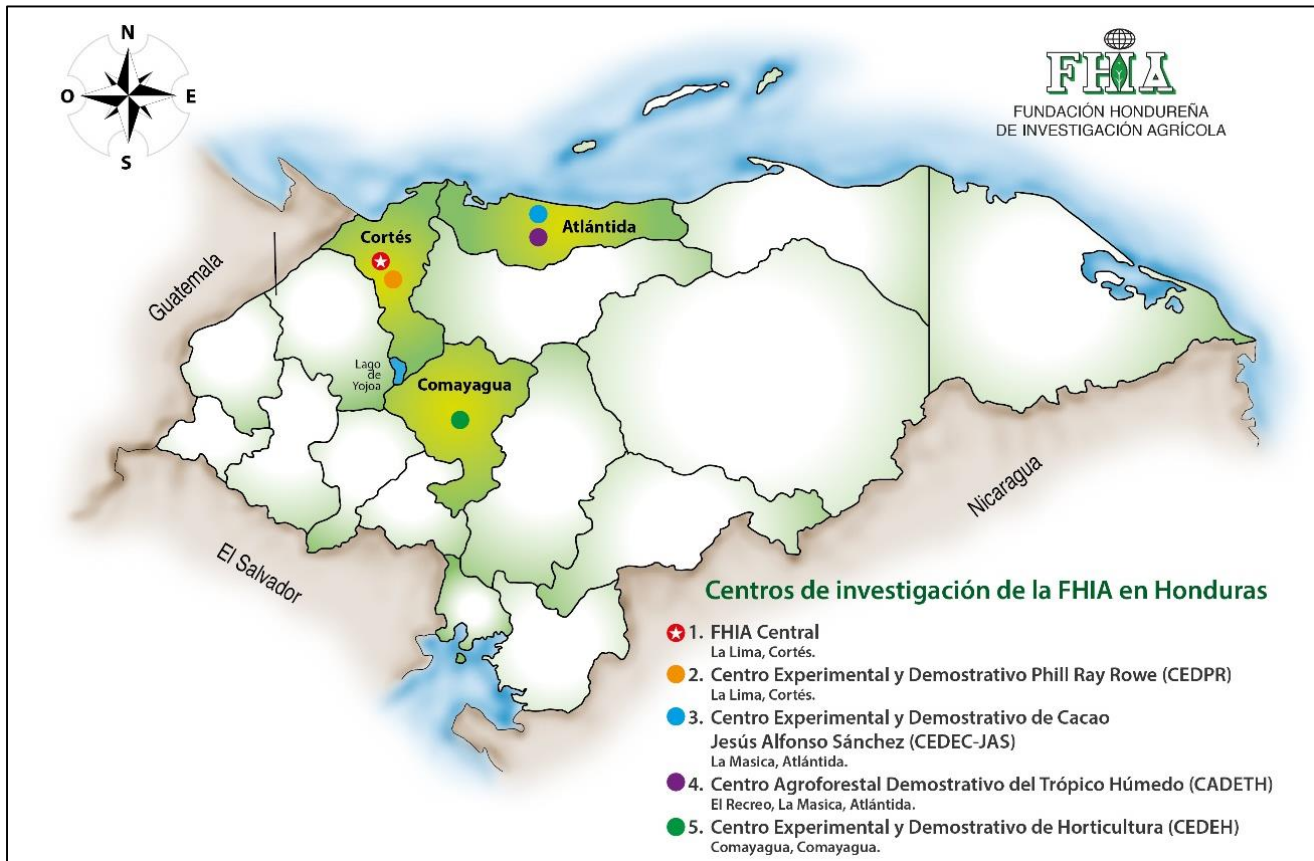 N
O
E
S
FHIA
FUNDACIÓN HONDUREÑA
DE INVESTIGACIÓN AGRÍCOLA
Guatemala
Cortés
Atlántida
Lago
de
Yojoa
Comayagua
El Salvador
Nicaragua
Centros de investigación de la FHIA en Honduras
1. FHIA Central
La Lima, Cortés.
2. Centro Experimental y Demostrativo Phill Ray Rowe (CEDPR)
La Lima, Cortés.
3. Centro Experimental y Demostrativo de Cacao
Jesús Alfonso Sánchez (CEDEC-JAS)
La Masica, Atlántida.
4. Centro Agroforestal Demostrativo del Trópico Húmedo (CADETH)
El Recreo, La Masica, Atlántida.
5. Centro Experimental y Demostrativo de Horticultura (CEDEH)
Comayagua, Comayagua.